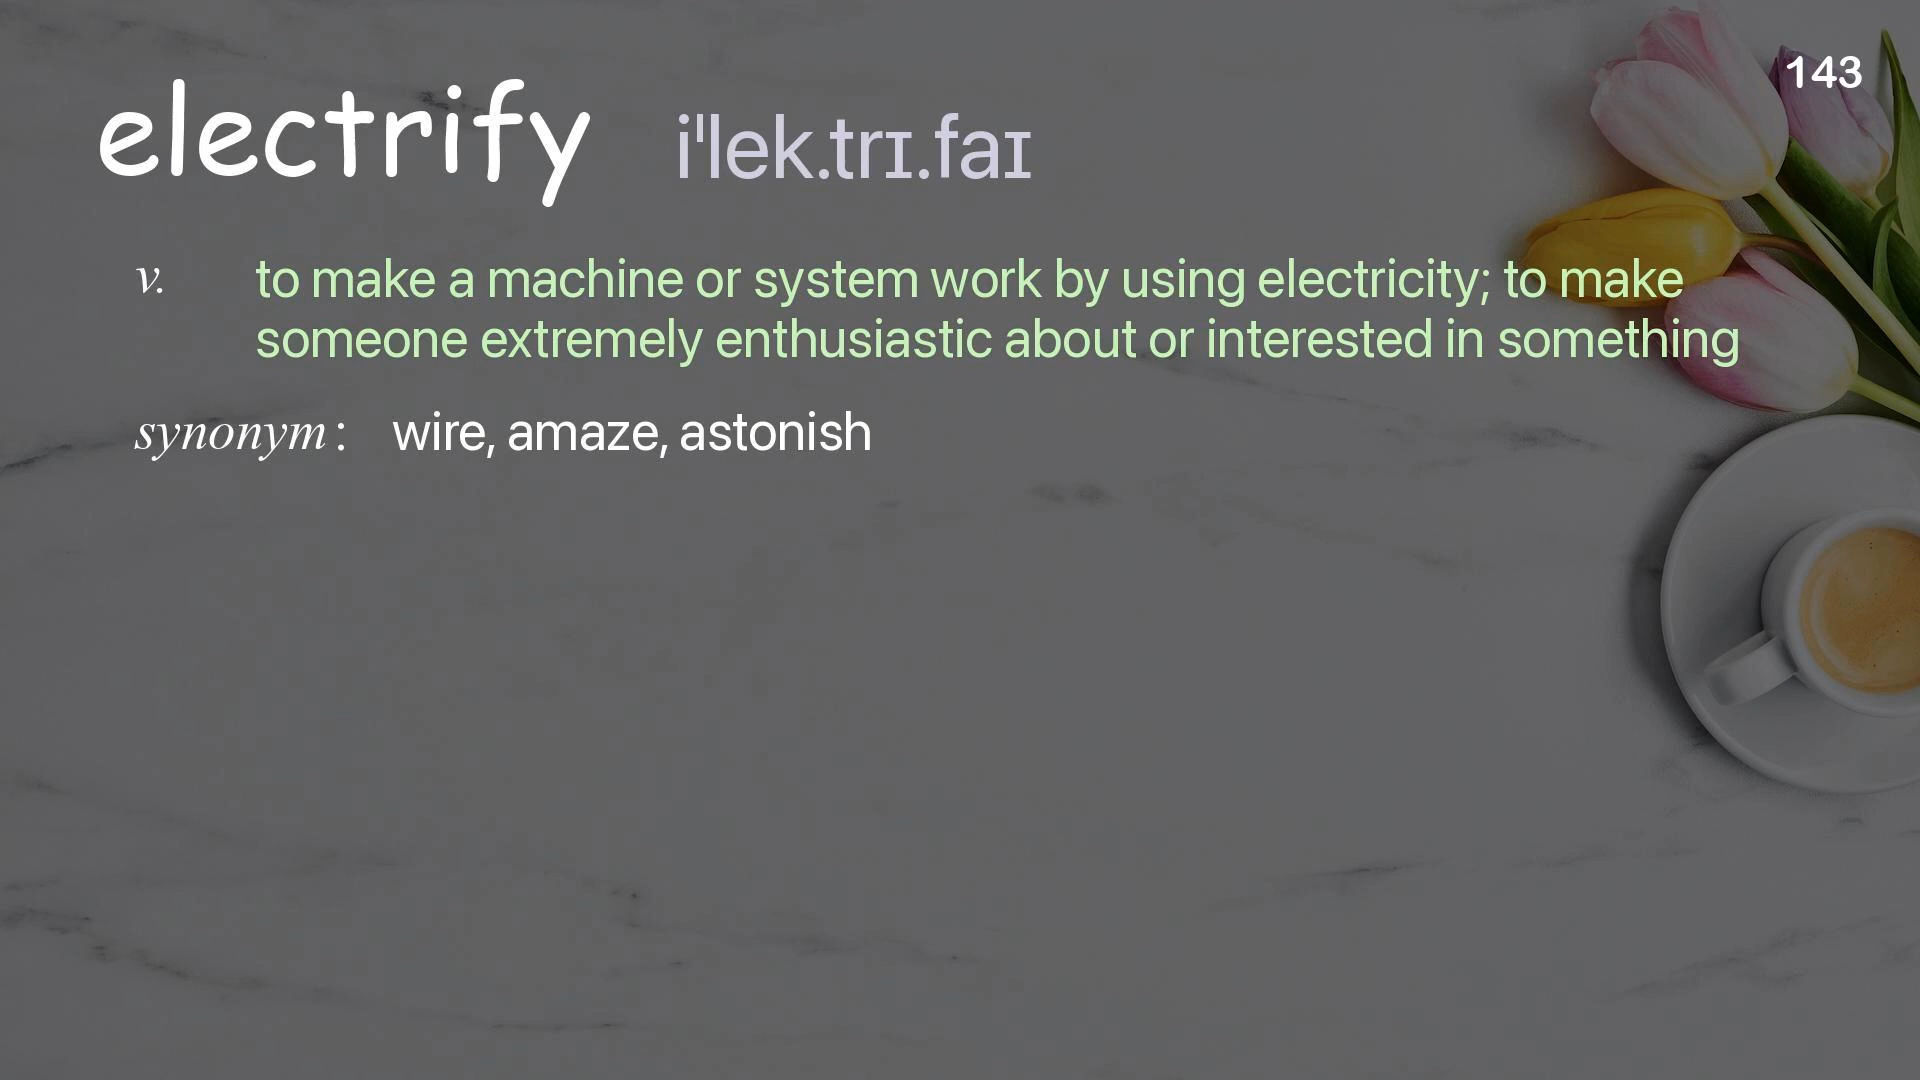 143
electrify iˈlek.trɪ.faɪ
v. to make a machine or system work by using electricity; to make
someone extremely enthusiastic about or interested in something
synonym : wire, amaze, astonish